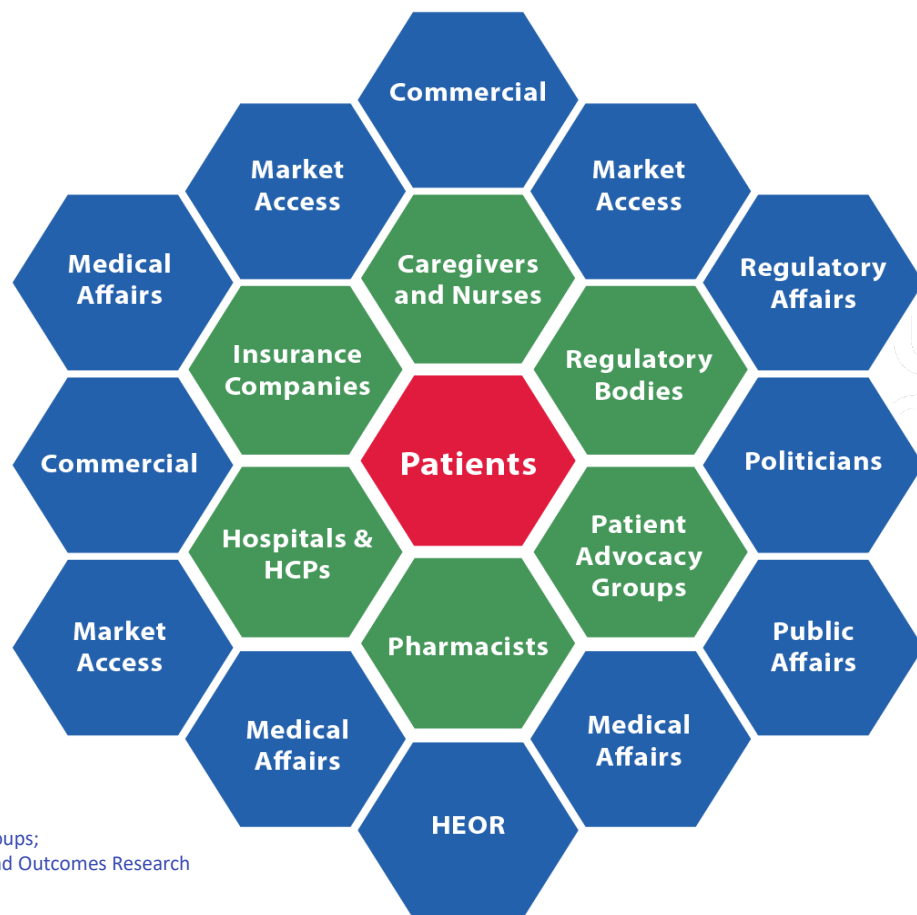 Commercial
Market
Access
Market
Access
Medical
Affairs
Caregivers
and Nurses
Regulatory
Affairs
Insurance
Companies
Regulatory
Bodies
Commercial
Patients
Politicians
Hospitals &
HCPs
Patient
Advocacy
Groups
Market
Access
Pharmacists
Public
Affairs
Medical
Affairs
Medical
Affairs
HEOR
and Outcomes Research